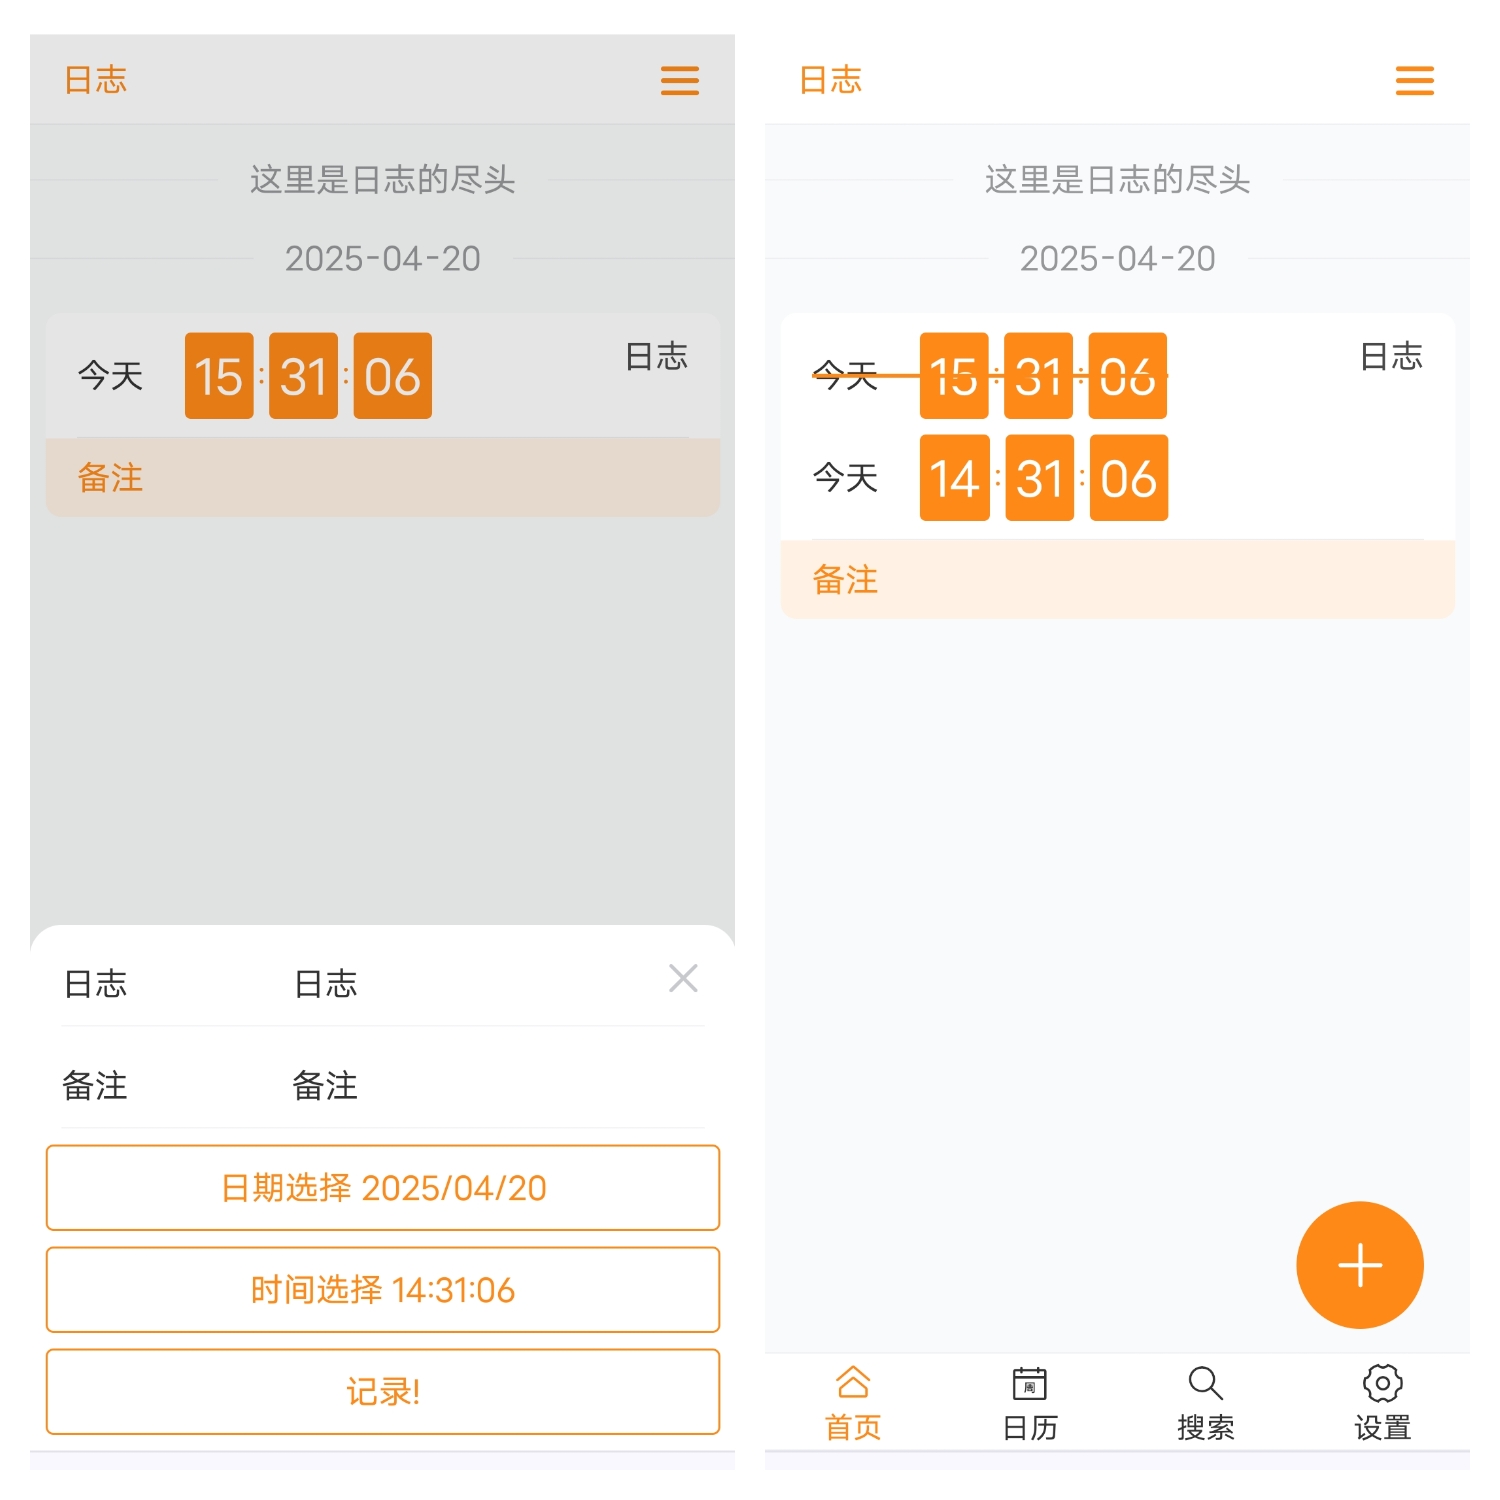 日志
这里是日志的尽头
2025-04-20
今天 15:31:06 日志
备注
日志 日志
备注 备注
日期选择 2025/04/20
时间选择 14:31:06
记录!
日志
这里是日志的尽头
2025-04-20
今天 15:31:06 日志
今天 14:31:06
备注
周
首页 日历 搜索 设置